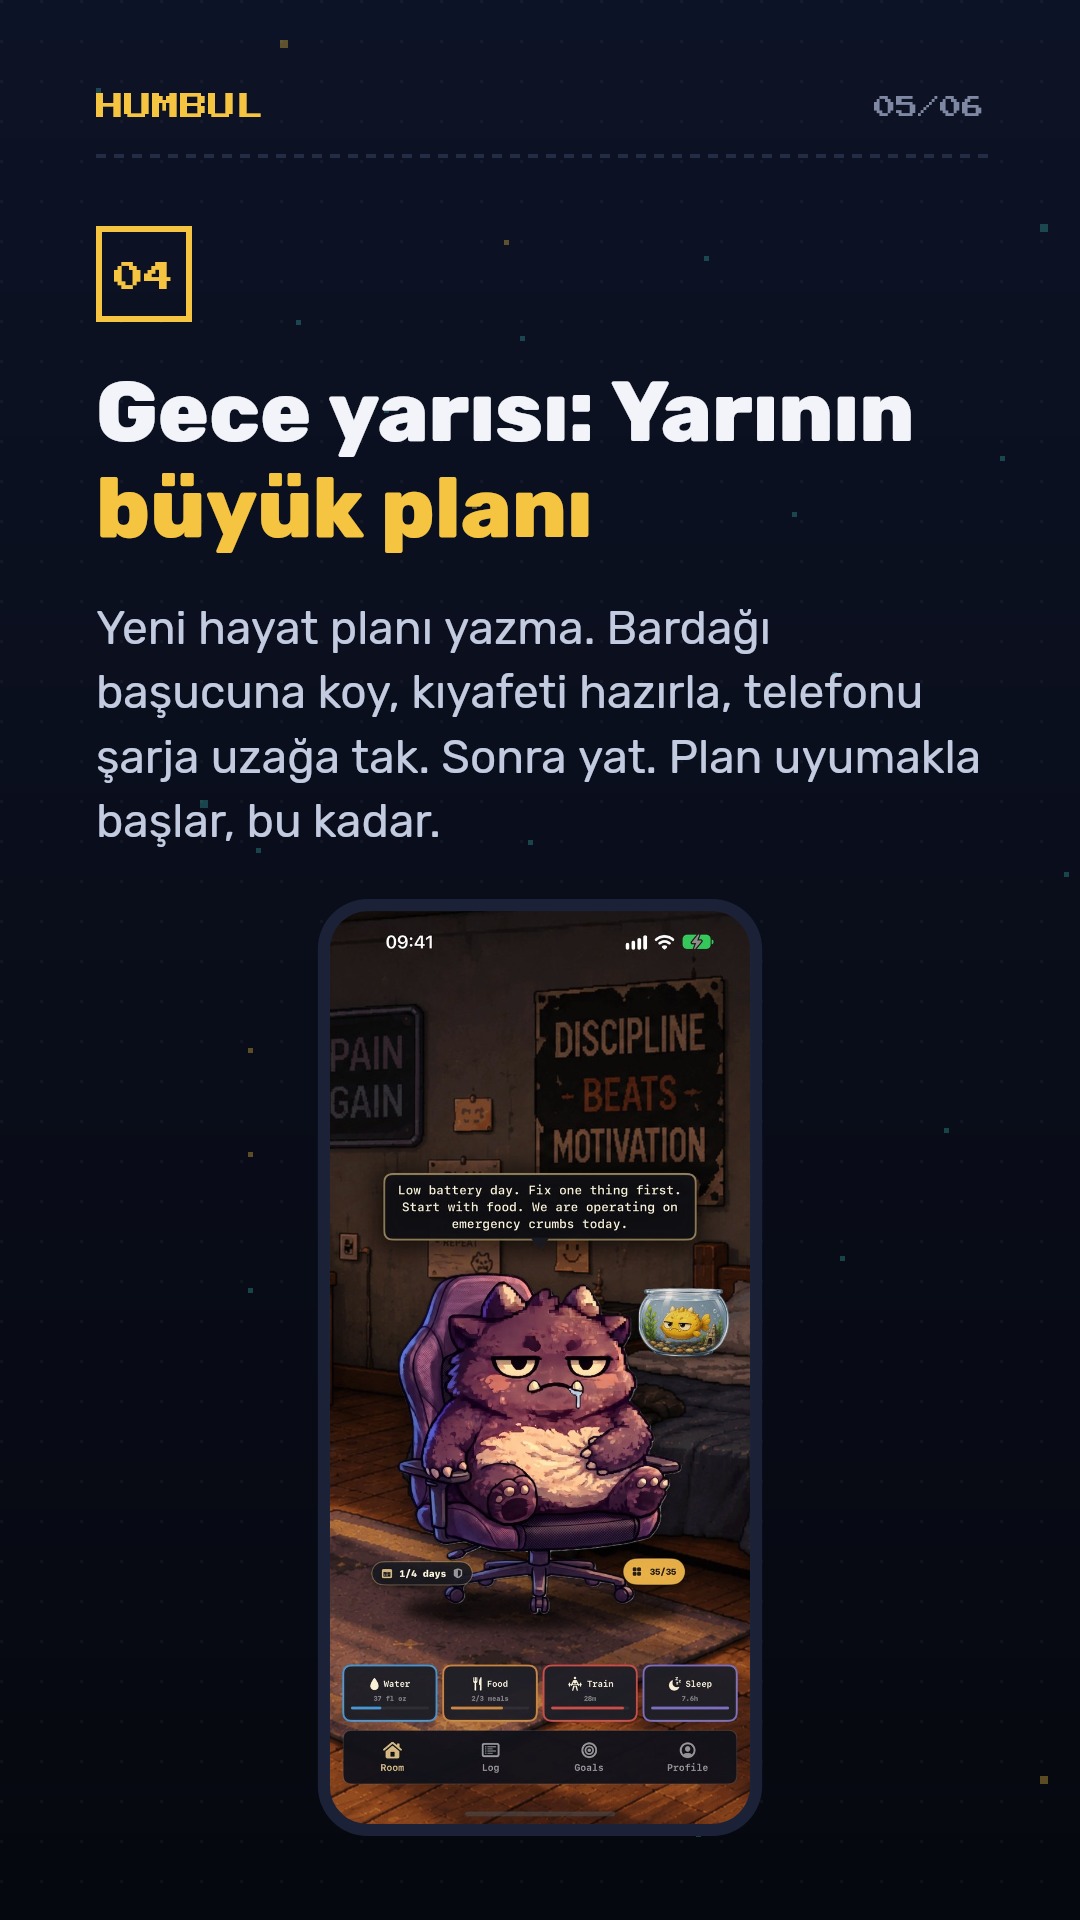 HUMBUL
05/06
04
Gece yarısı: Yarının
büyük planı
Yeni hayat planı yazma. Bardağı
başucuna koy, kıyafeti hazırla, telefonu
şarja uzağa tak. Sonra yat. Plan uyumakla
başlar, bu kadar.
09:41
PAIN
GAIN
DISCIPLINE
- BEATS -
MOTIVATION
Low battery day. Fix one thing first.
Start with food. We are operating on
emergency crumbs today.
REPEAT
1/4 days
35/35
Water
37 fl oz
Food
2/3 meals
Train
28m
Sleep
7.6h
Room
Log
Goals
Profile